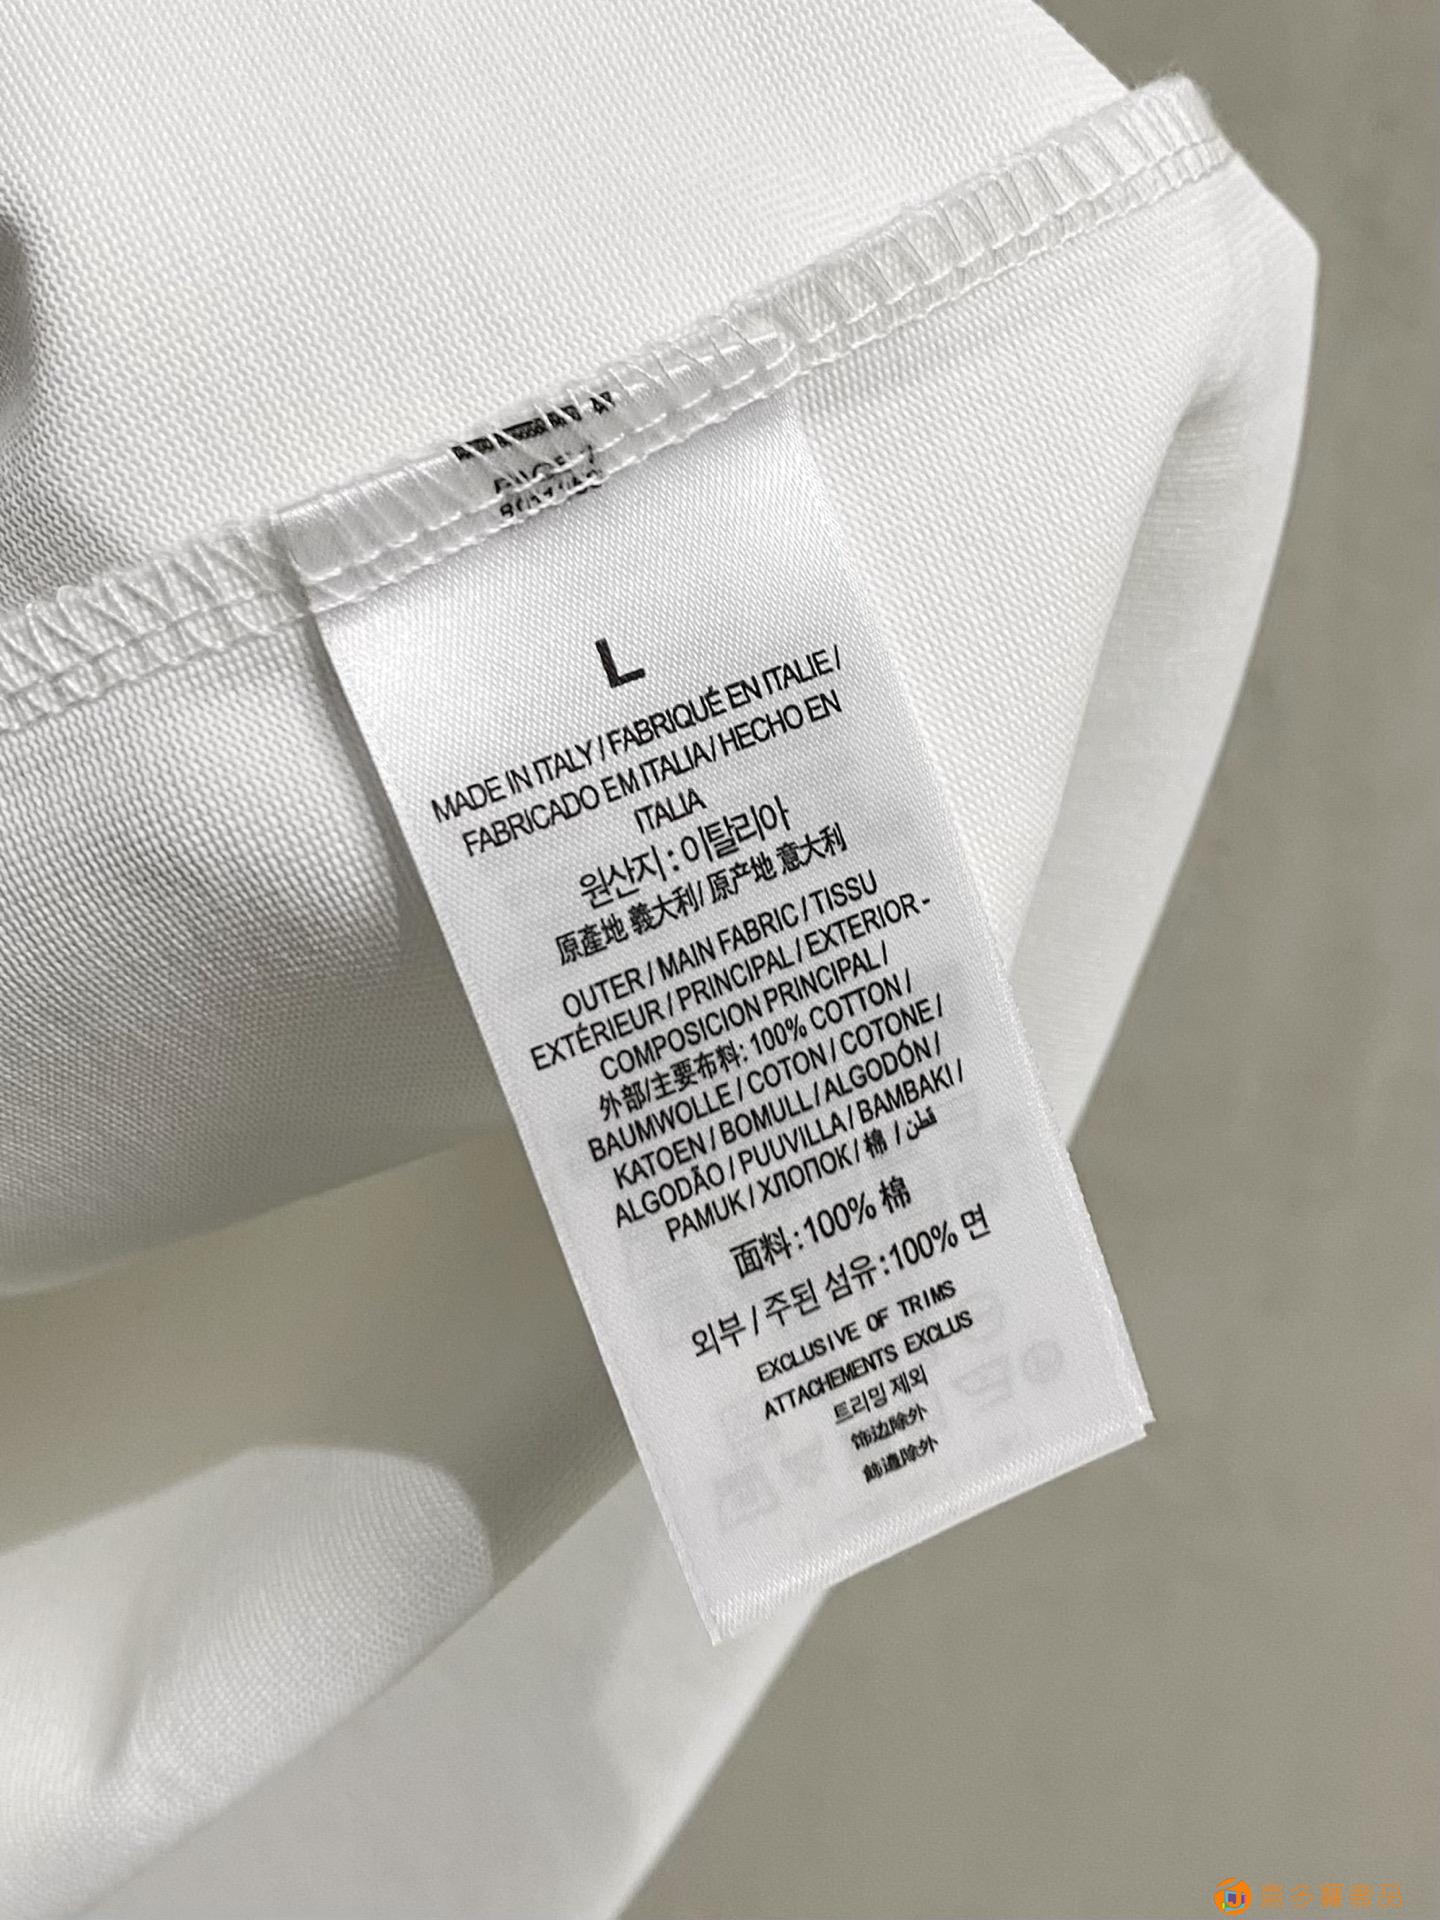 L
MADE IN ITALY / FABRIQUÉ EN ITALIE /
FABRICADO EM ITALIA / HECHO EN
ITALIA
원산지 : 이탈리아
原產地 義大利/ 原产地 意大利
OUTER / MAIN FABRIC / TISSU
EXTÉRIEUR / PRINCIPAL / EXTERIOR -
COMPOSICION PRINCIPAL /
外部/主要布料: 100% COTTON /
BAUMWOLLE / COTON / COTONE /
KATOEN / BOMULL / ALGODÓN /
ALGODÃO / PUUVILLA / BAMBAKI /
PAMUK / ХЛОПОК / 棉 / قطن
面料 : 100% 棉
외부 / 주된 섬유 : 100% 면
EXCLUSIVE OF TRIMS
ATTACHEMENTS EXCLUS
트리밍 제외
饰边除外
飾邊除外